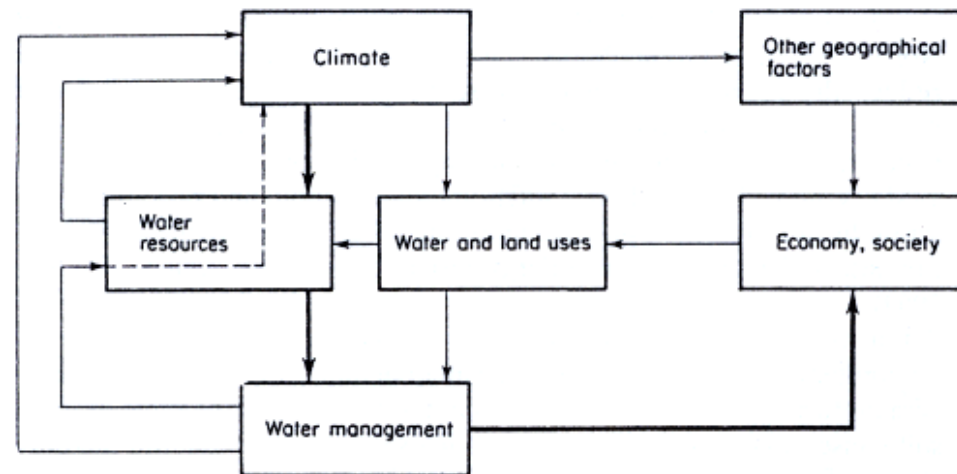 Climate
Other geographical
factors
Water
resources
Water and land uses
Economy, society
Water management